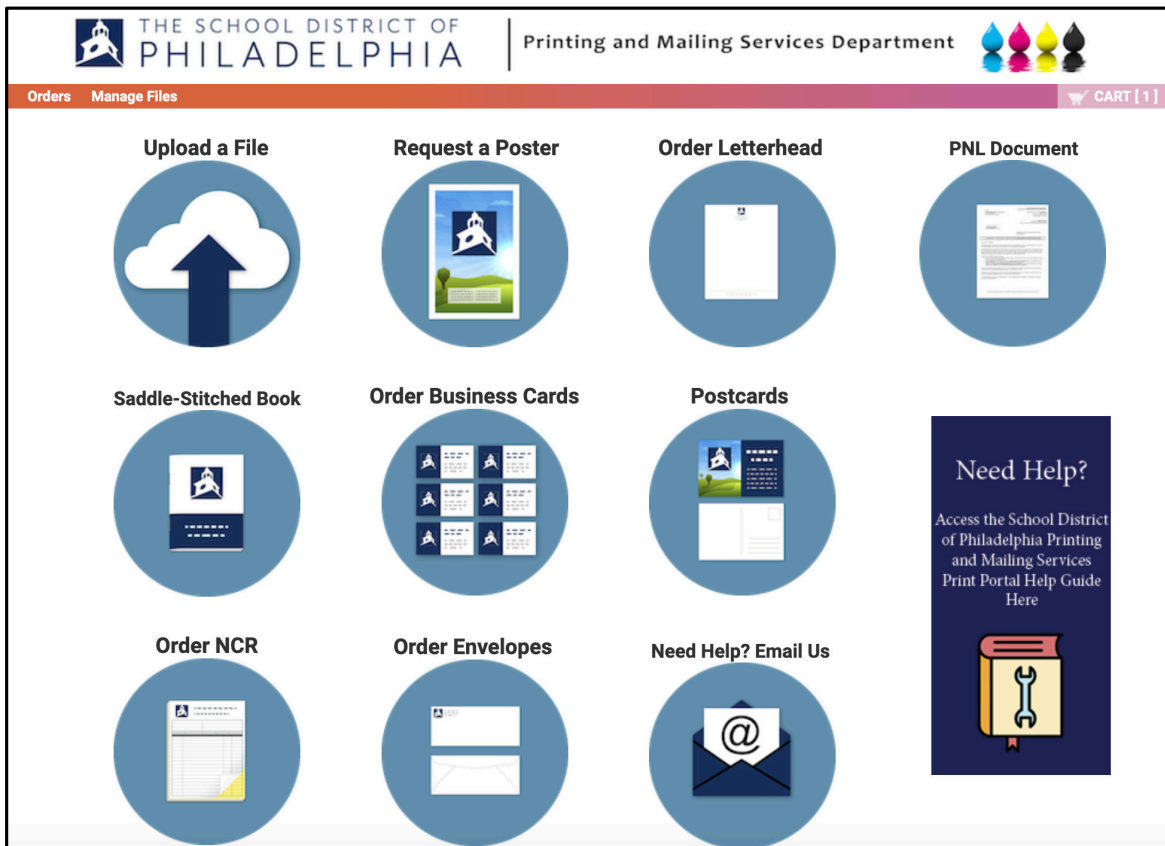 THE SCHOOL DISTRICT OF
PHILADELPHIA
Printing and Mailing Services Department
Orders Manage Files CART [ 1 ]
Upload a File Request a Poster Order Letterhead PNL Document
Saddle-Stitched Book Order Business Cards Postcards
Need Help?
Access the School District
of Philadelphia Printing
and Mailing Services
Print Portal Help Guide
Here
Order NCR Order Envelopes Need Help? Email Us
@